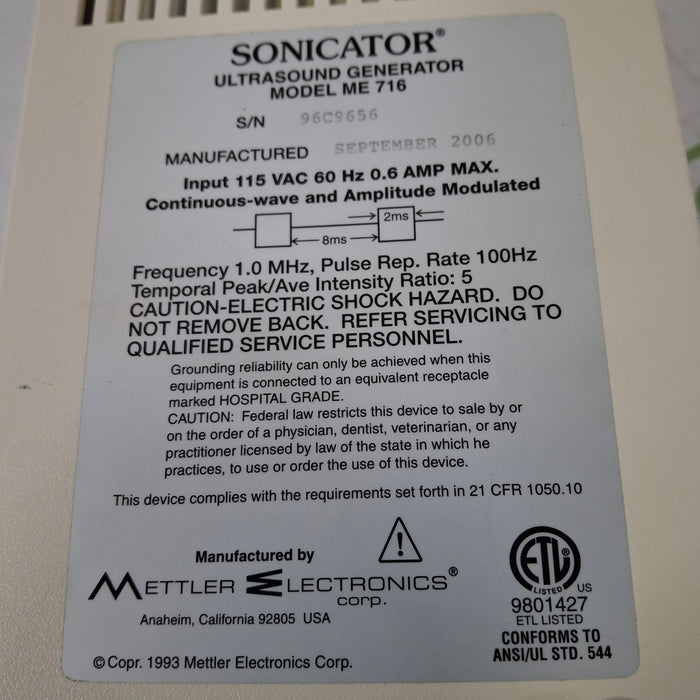 SONICATOR®
ULTRASOUND GENERATOR
MODEL ME 716
S/N 96C9656
MANUFACTURED SEPTEMBER 2006
Input 115 VAC 60 Hz 0.6 AMP MAX.
Continuous-wave and Amplitude Modulated
2ms
8ms
Frequency 1.0 MHz, Pulse Rep. Rate 100Hz
Temporal Peak/Ave Intensity Ratio: 5
CAUTION-ELECTRIC SHOCK HAZARD. DO
NOT REMOVE BACK. REFER SERVICING TO
QUALIFIED SERVICE PERSONNEL.
Grounding reliability can only be achieved when this
equipment is connected to an equivalent receptacle
marked HOSPITAL GRADE.
CAUTION: Federal law restricts this device to sale by or
on the order of a physician, dentist, veterinarian, or any
practitioner licensed by law of the state in which he
practices, to use or order the use of this device.
This device complies with the requirements set forth in 21 CFR 1050.10
Manufactured by
METTLER ELECTRONICS®
corp.
Anaheim, California 92805 USA
© Copr. 1993 Mettler Electronics Corp.
!
ETL®
LISTED US
9801427
ETL LISTED
CONFORMS TO
ANSI/UL STD. 544